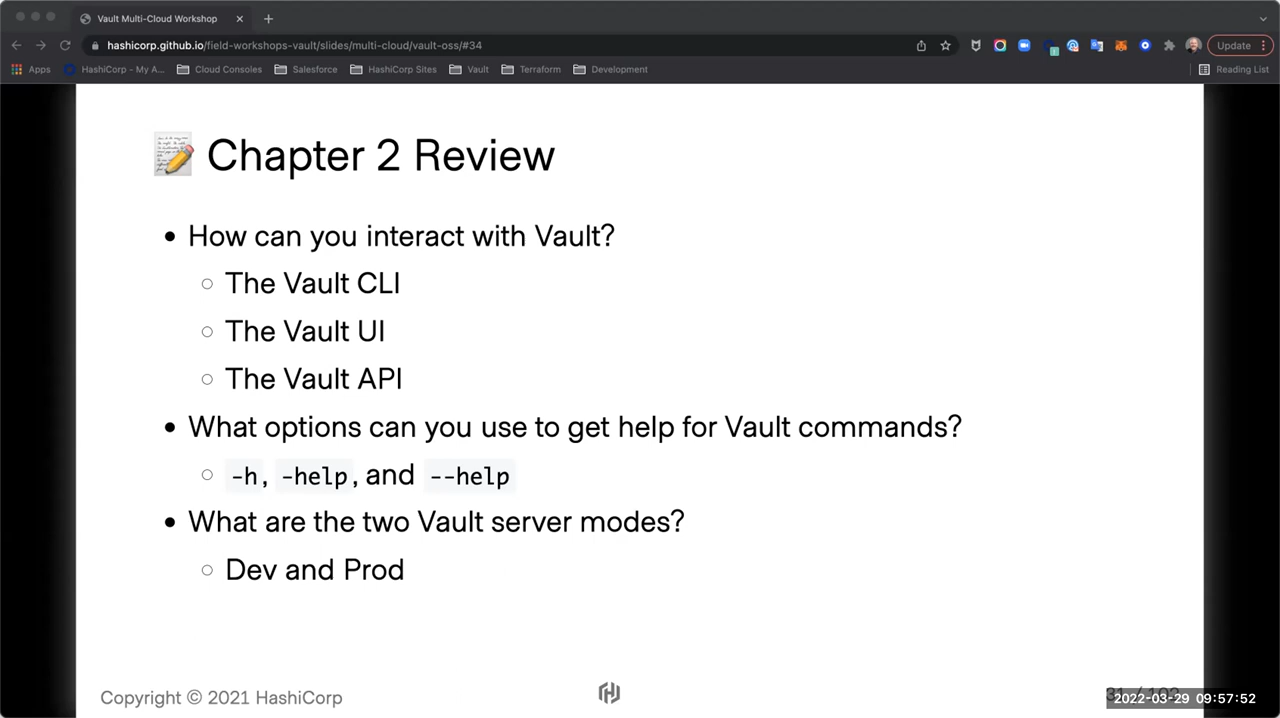 Vault Multi-Cloud Workshop
hashicorp.github.io/field-workshops-vault/slides/multi-cloud/vault-oss/#34
Update
Apps
HashiCorp - My A...
Cloud Consoles
Salesforce
HashiCorp Sites
Vault
Terraform
Development
Reading List
Chapter 2 Review
• How can you interact with Vault?
○ The Vault CLI
○ The Vault UI
○ The Vault API
• What options can you use to get help for Vault commands?
○ -h, -help, and --help
• What are the two Vault server modes?
○ Dev and Prod
Copyright © 2021 HashiCorp
2022-03-29 09:57:52